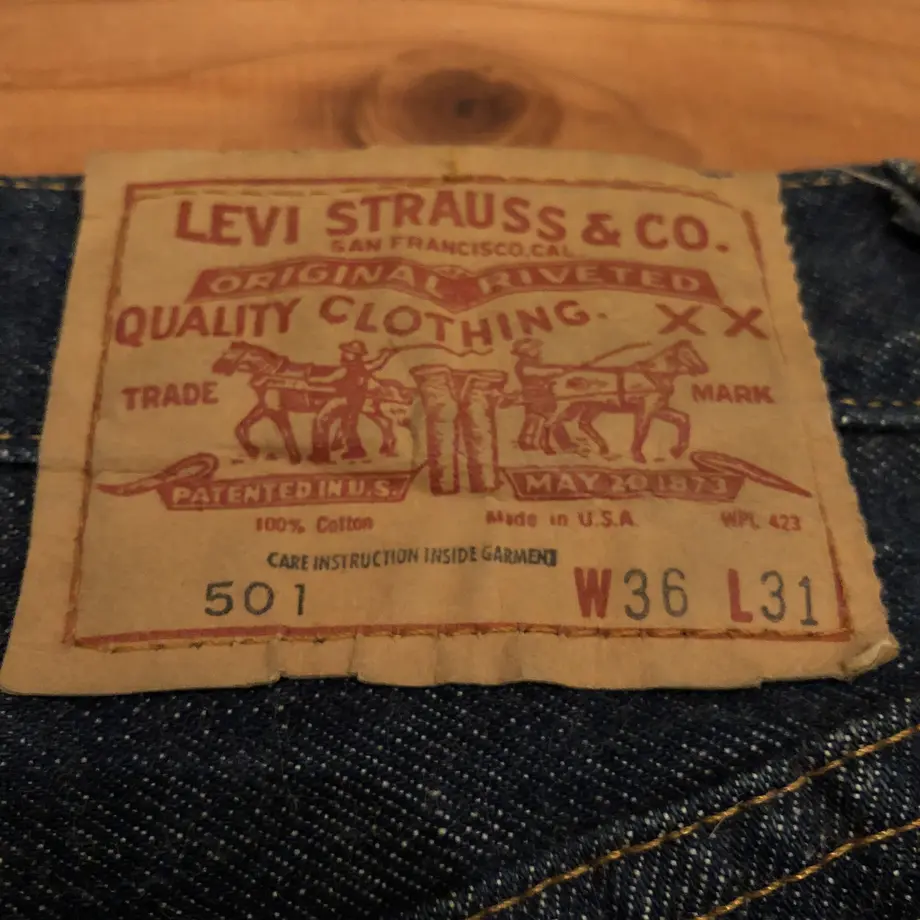 LEVI STRAUSS & CO.
SAN FRANCISCO, CAL
ORIGINAL RIVETED
QUALITY CLOTHING. XX
TRADE MARK
PATENTED IN U.S. MAY 20 1873
100% Cotton Made in U.S.A. WPL 423
CARE INSTRUCTION INSIDE GARMENT
501 W36 L31